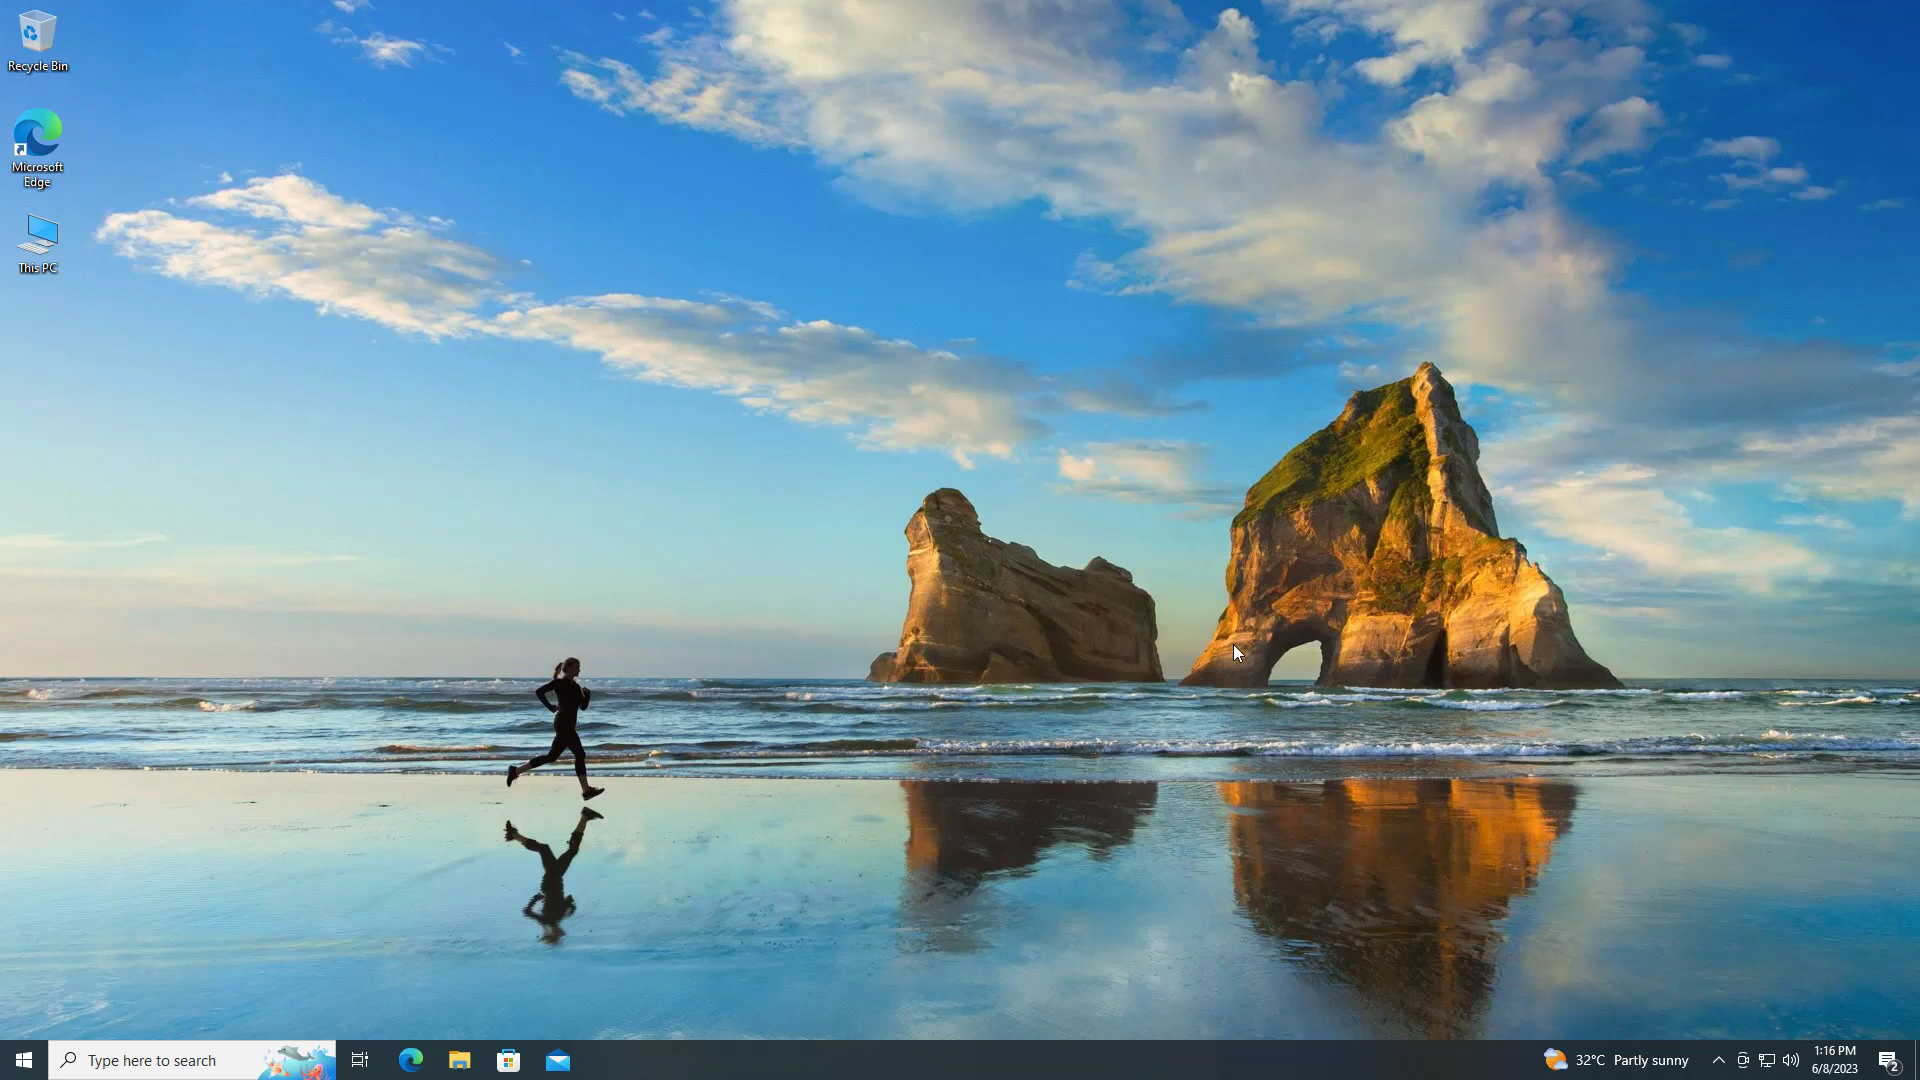 Recycle Bin
Microsoft
Edge
This PC
Type here to search
32°C Partly sunny
1:16 PM
6/8/2023
2